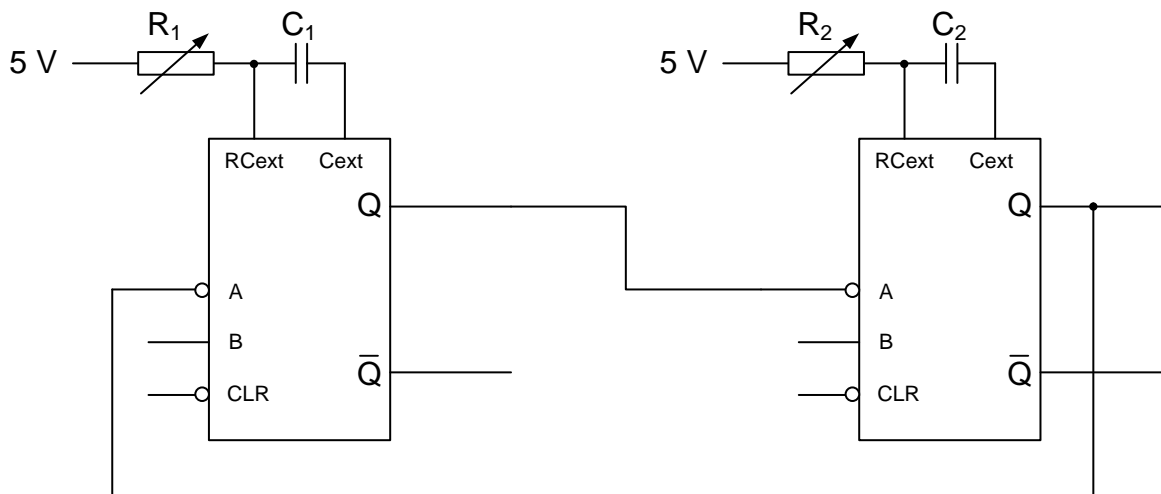 R₁ C₁ R₂ C₂
5 V 5 V
RCext Cext RCext Cext
Q Q
A A
B B
Q̅ Q̅
CLR CLR